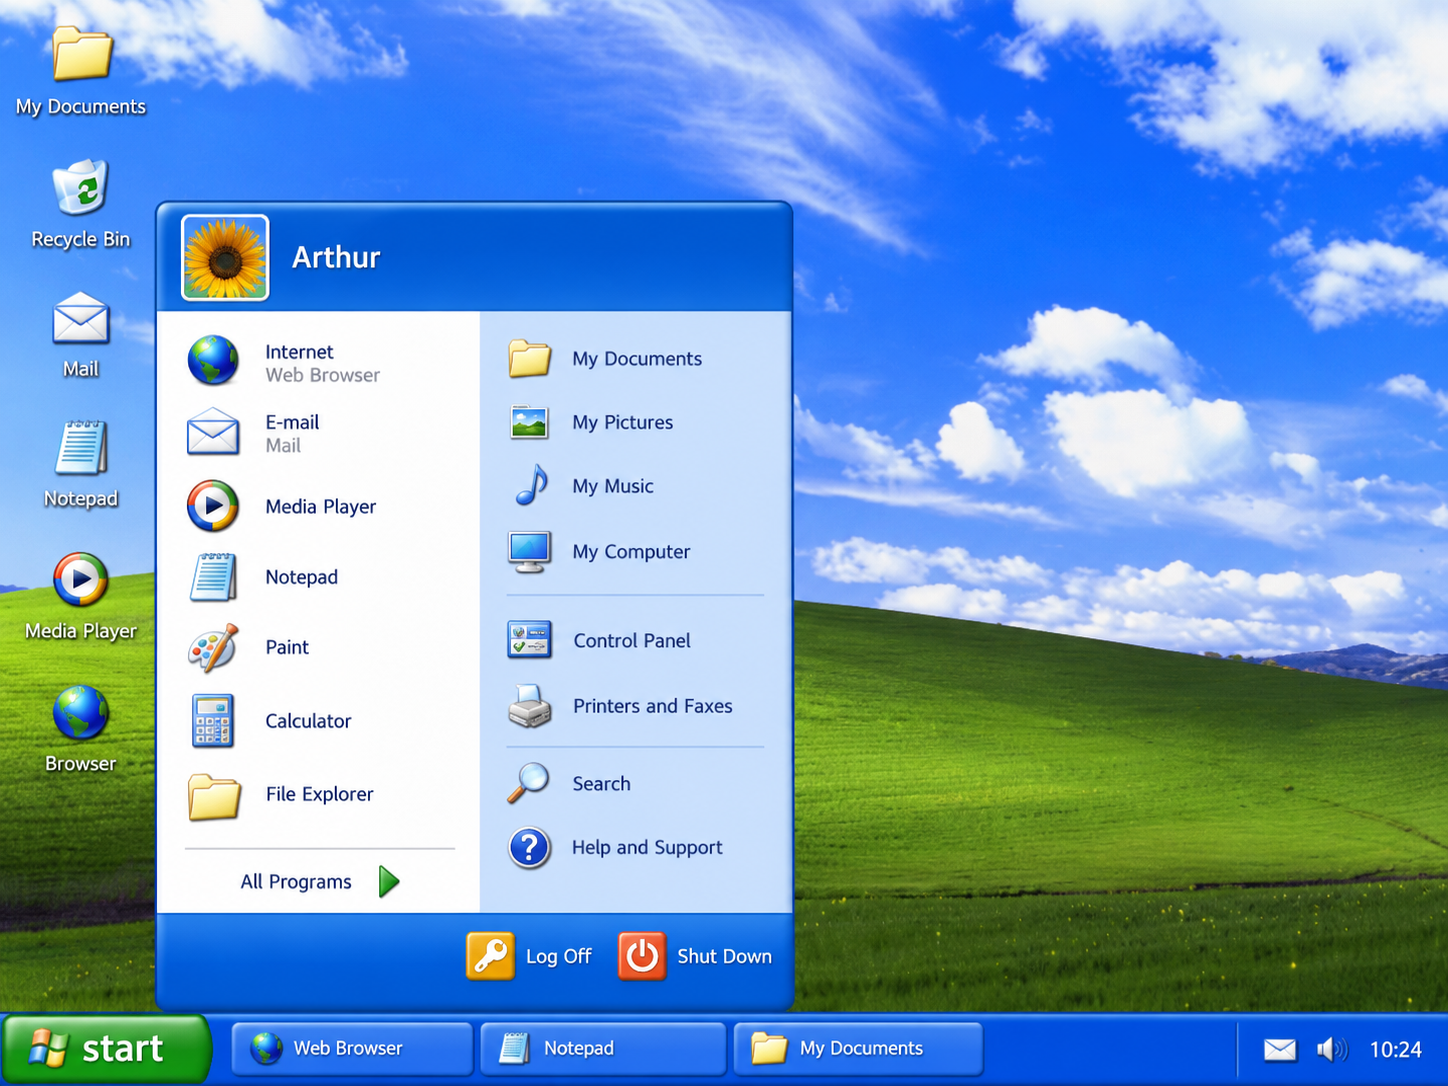 My Documents
Recycle Bin
Mail
Notepad
Media Player
Browser
Arthur
Internet
Web Browser
E-mail
Mail
Media Player
Notepad
Paint
Calculator
File Explorer
All Programs
My Documents
My Pictures
My Music
My Computer
Control Panel
Printers and Faxes
Search
Help and Support
Log Off
Shut Down
start
Web Browser
Notepad
My Documents
10:24